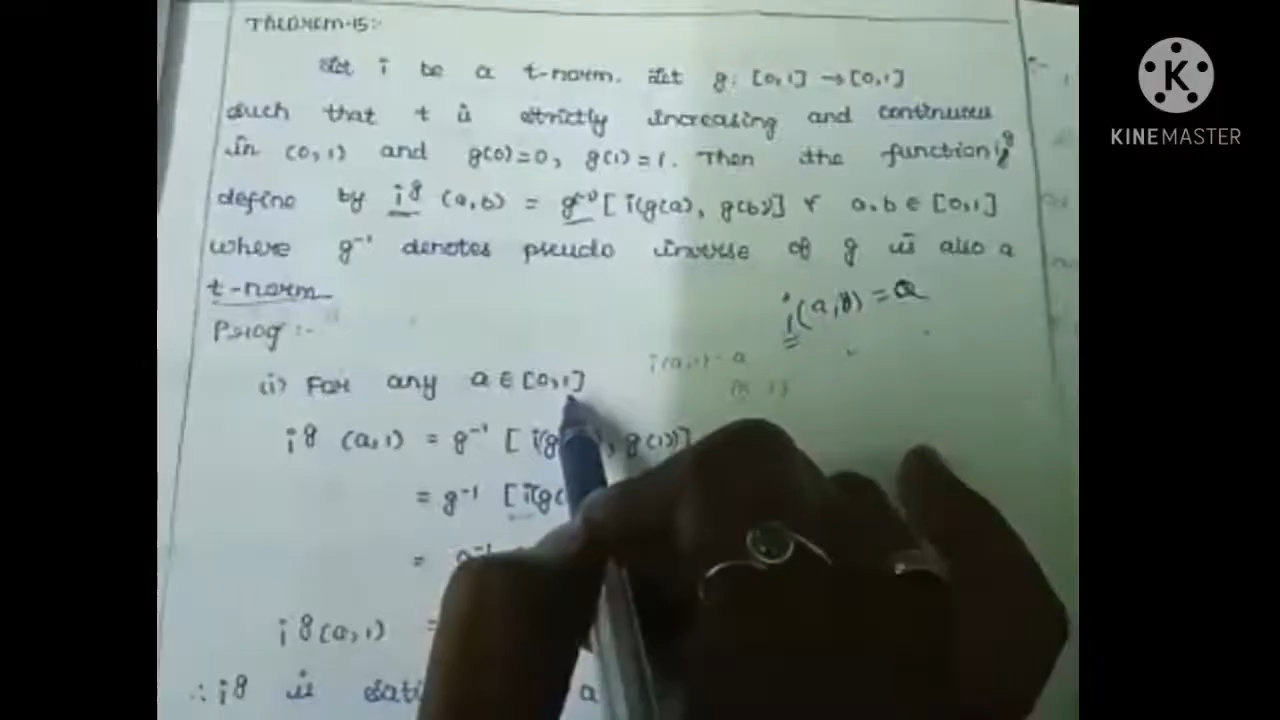 THEOREM-15:-
Let i be a t-norm. Let g: [0,1] → [0,1]
such that t is strictly increasing and continuous
in (0,1) and g(0)=0, g(1)=1. Then the function i^g
define by i^g (a,b) = g^-1 [i(g(a), g(b)] ∀ a,b ∈ [0,1]
where g^-1 denotes pseudo inverse of g is also a
t-norm
i(a,1) = a
Proof :-
i(a,1) = a
(i) For any a ∈ [0,1]
i^g (a,1) = g^-1 [ i(g , g(1))]
= g^-1 [i(g(
=
i^g(a,1) =
∴ i^g is a
KINEMASTER